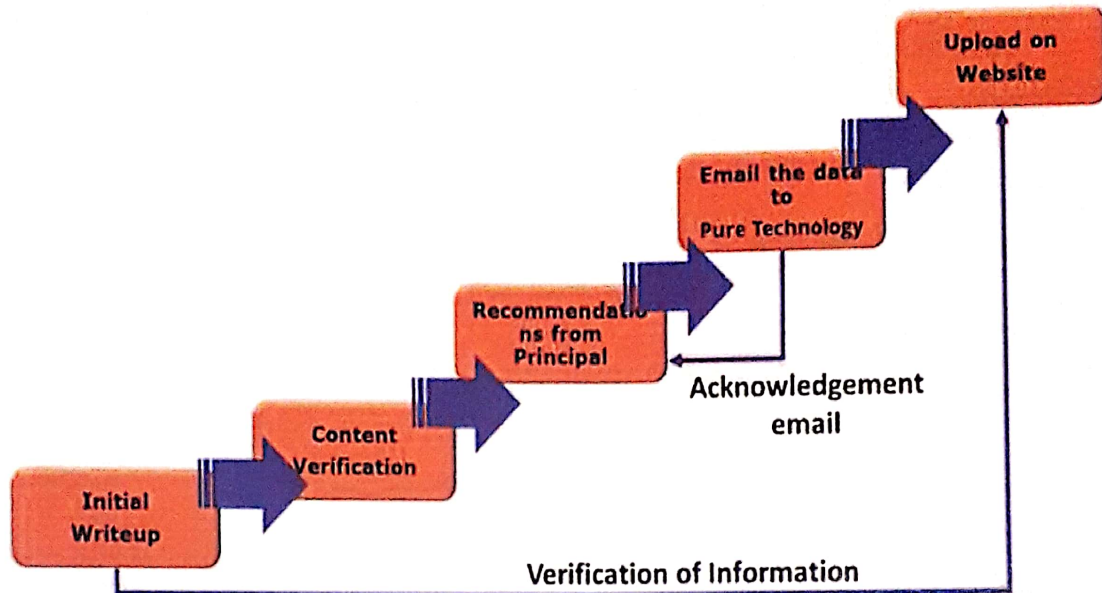 Upload on
Website
Email the data
to
Pure Technology
Recommendatio
ns from
Principal
Acknowledgement
email
Content
Verification
Initial
Writeup
Verification of Information